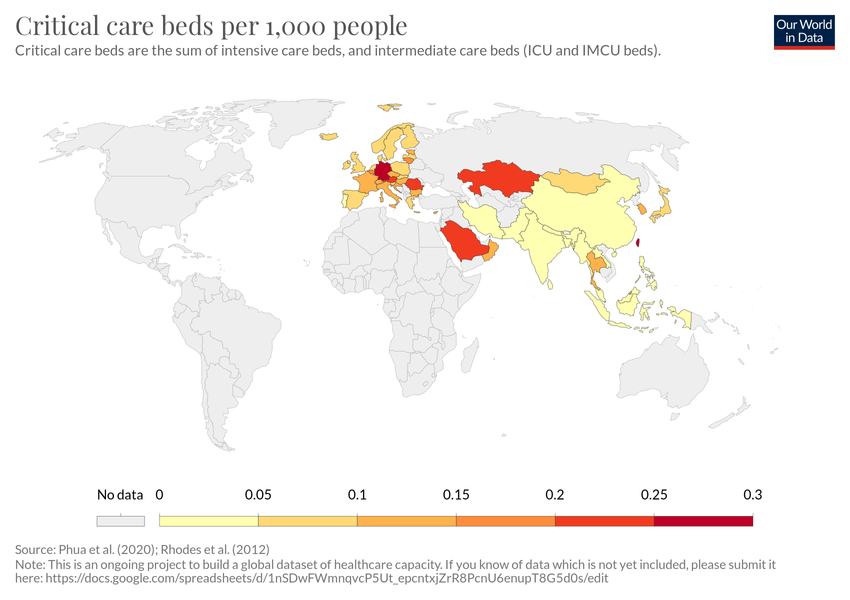 Critical care beds per 1,000 people
Critical care beds are the sum of intensive care beds, and intermediate care beds (ICU and IMCU beds).
Our World
in Data
No data 0 0.05 0.1 0.15 0.2 0.25 0.3
Source: Phua et al. (2020); Rhodes et al. (2012)
Note: This is an ongoing project to build a global dataset of healthcare capacity. If you know of data which is not yet included, please submit it
here: https://docs.google.com/spreadsheets/d/1nSDwFWmnqvcP5Ut_epcntxjZrR8PcnU6enupT8G5d0s/edit